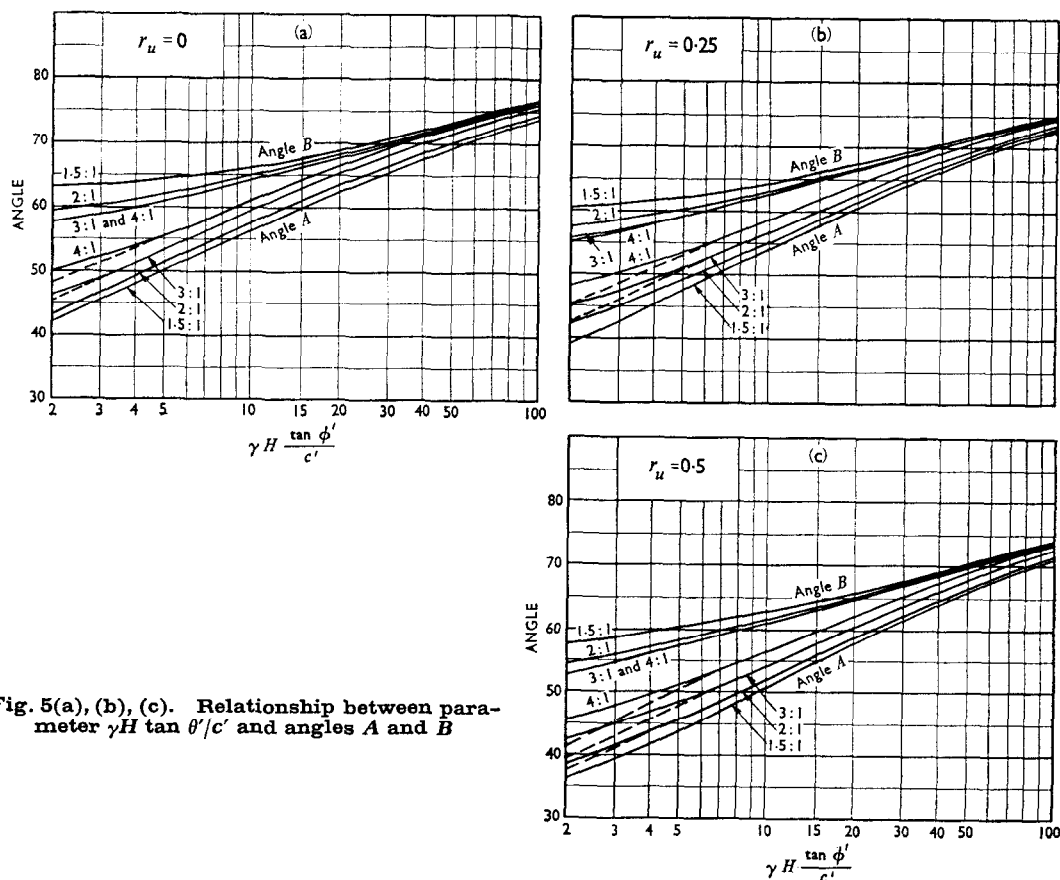 (a)
r_u = 0
80
70
60
50
40
30
ANGLE
Angle B
1·5:1
2:1
3:1 and 4:1
4:1
Angle A
3:1
2:1
1·5:1
2 3 4 5 10 15 20 30 40 50 100
γ H tan ϕ′ / c′
(b)
r_u = 0·25
Angle B
1·5:1
2:1
4:1
3:1
4:1
Angle A
3:1
2:1
1·5:1
(c)
r_u = 0·5
80
70
60
50
40
30
ANGLE
Angle B
1·5:1
2:1
3:1 and 4:1
4:1
Angle A
3:1
2:1
1·5:1
2 3 4 5 10 15 20 30 40 50 100
γ H tan ϕ′ / c′
ig. 5(a), (b), (c). Relationship between para-
meter γH tan θ′/c′ and angles A and B